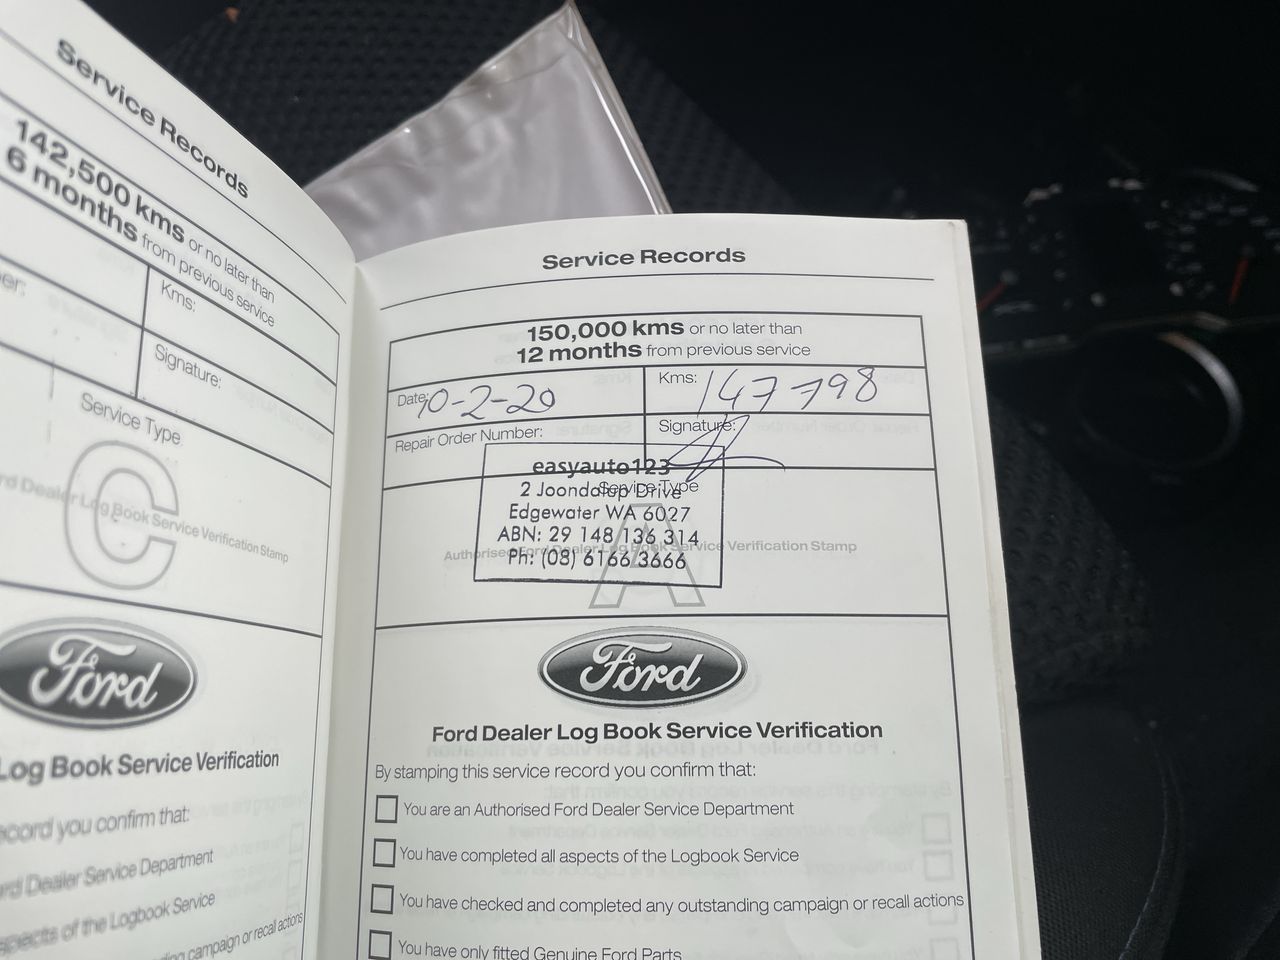 Service Records
142,500 kms or no later than
6 months from previous service
er:
Kms:
Signature:
Service Type
C
rd Dealer Log Book Service Verification Stamp
Ford
Log Book Service Verification
ecord you confirm that:
rd Dealer Service Department
aspects of the Logbook Service
ding campaign or recall actions
Service Records
150,000 kms or no later than
12 months from previous service
Date: 10-2-20
Kms: 147798
Repair Order Number:
Signature:
easyauto123
Service Type
2 Joondalup Drive
Edgewater WA 6027
ABN: 29 148 136 314
Authorised Ford Dealer Log Book Service Verification Stamp
Ph: (08) 6166 3666
A
Ford
Ford Dealer Log Book Service Verification
By stamping this service record you confirm that:
You are an Authorised Ford Dealer Service Department
You have completed all aspects of the Logbook Service
You have checked and completed any outstanding campaign or recall actions
You have only fitted Genuine Ford Parts